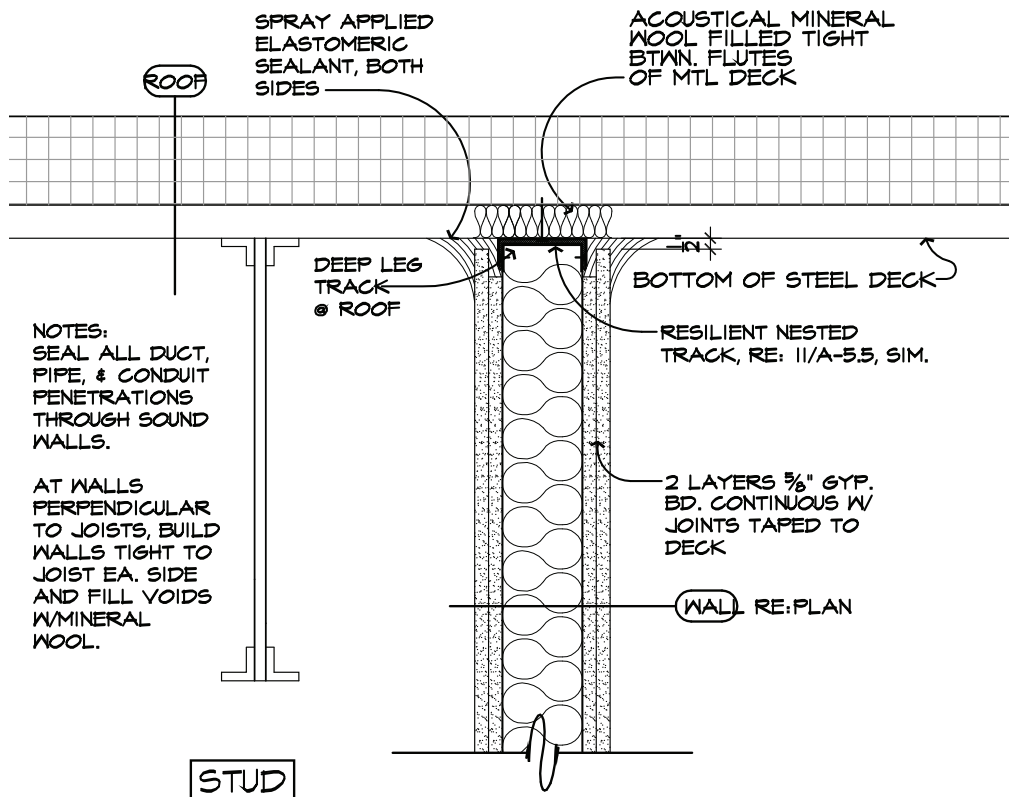 SPRAY APPLIED
ELASTOMERIC
SEALANT, BOTH
SIDES
ACOUSTICAL MINERAL
WOOL FILLED TIGHT
BTWN. FLUTES
OF MTL DECK
ROOF
DEEP LEG
TRACK
@ ROOF
1/2"
BOTTOM OF STEEL DECK
RESILIENT NESTED
TRACK, RE: 11/A-5.5, SIM.
NOTES:
SEAL ALL DUCT,
PIPE, & CONDUIT
PENETRATIONS
THROUGH SOUND
WALLS.
AT WALLS
PERPENDICULAR
TO JOISTS, BUILD
WALLS TIGHT TO
JOIST EA. SIDE
AND FILL VOIDS
W/MINERAL
WOOL.
2 LAYERS 5/8" GYP.
BD. CONTINUOUS W/
JOINTS TAPED TO
DECK
WALL RE:PLAN
STUD